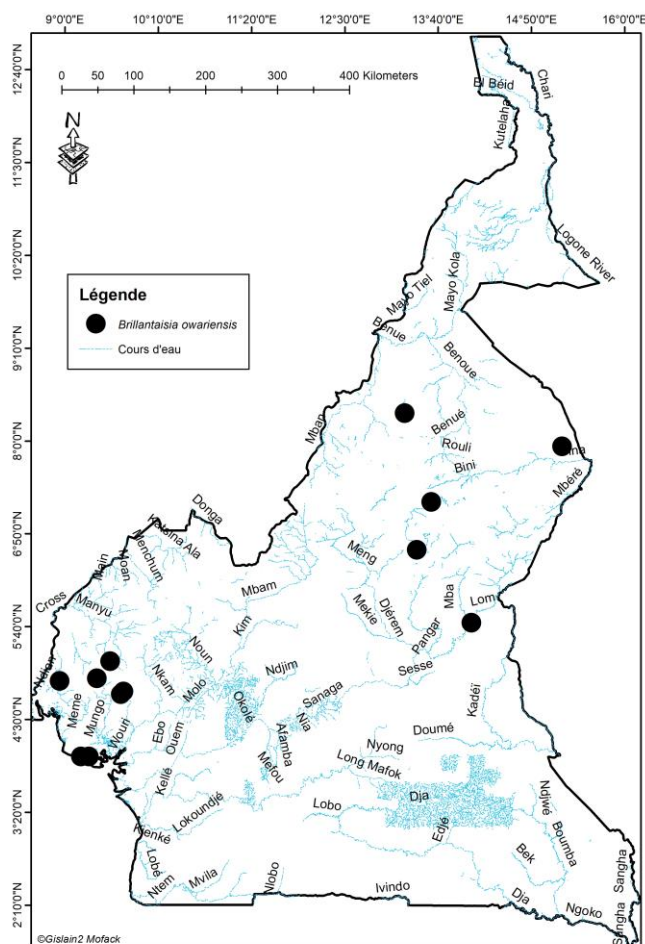 9°0'0"E 10°10'0"E 11°20'0"E 12°30'0"E 13°40'0"E 14°50'0"E 16°0'0"E
12°40'0"N
11°30'0"N
10°20'0"N
9°10'0"N
8°0'0"N
6°50'0"N
5°40'0"N
4°30'0"N
3°20'0"N
2°10'0"N
0 50 100 200 300 400 Kilometers
N
El Béid
Chari
Kutelaha
Logone River
Légende
Brillantaisia owariensis
Cours d'eau
Mayo Tiel
Mayo Kola
Bénue
Benoue
Mban
Benué
Rouli
Bini
Mbéré
Donga
Katsina Ala
Menchum
Moan
Main
Cross
Manyu
Meng
Mbam
Mekie
Djérem
Pangar
Mba
Lom
Kim
Noun
Ndian
Nkam
Molo
Ndjim
Sesse
Meme
Mungo
Wouri
Okolé
Sanaga
Nia
Afamba
Mefou
Kadéï
Ebo
Ouem
Doumé
Nyong
Long Mafok
Kellé
Lokoundjé
Lobo
Dja
Edjé
Ndjwé
Boumba
Kienké
Bek
Lobé
Ntem
Mvila
Nlobo
Ivindo
Dja
Ngoko
Sangha
Sangha
©Gislain2 Mofack